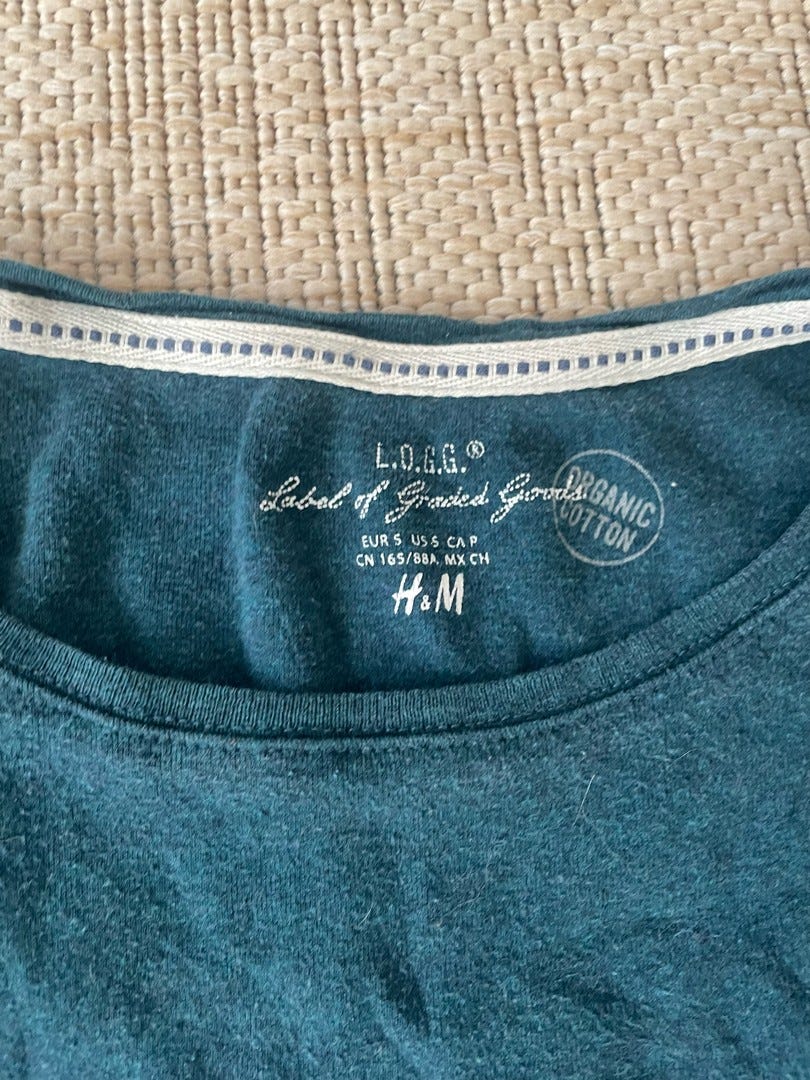 L.O.G.G.®
Label of Graded Goods
ORGANIC
COTTON
EUR S US S CA P
CN 165/88A, MX CH
H&M